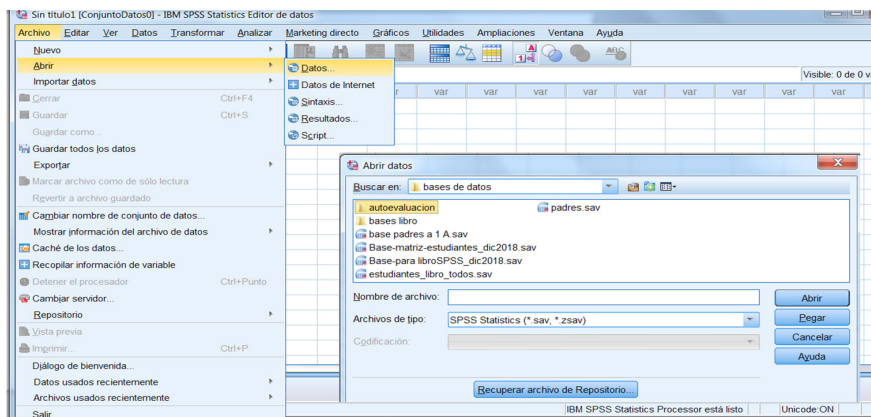 Sin título1 [ConjuntoDatos0] - IBM SPSS Statistics Editor de datos
Archivo Editar Ver Datos Transformar Analizar Marketing directo Gráficos Utilidades Ampliaciones Ventana Ayuda
Nuevo
Abrir
Importar datos
Cerrar Ctrl+F4
Guardar Ctrl+S
Guardar como...
Guardar todos los datos
Exportar
Marcar archivo como de sólo lectura
Revertir a archivo guardado
Cambiar nombre de conjunto de datos...
Mostrar información del archivo de datos
Caché de los datos...
Recopilar información de variable
Detener el procesador Ctrl+Punto
Cambiar servidor...
Repositorio
Vista previa
Imprimir... Ctrl+P
Diálogo de bienvenida...
Datos usados recientemente
Archivos usados recientemente
Salir
Datos...
Datos de Internet
Sintaxis...
Resultados...
Script...
Visible: 0 de 0 va
var var var var var var var var var
Abrir datos
Buscar en: bases de datos
autoevaluacion
bases libro
base padres a 1 A.sav
Base-matriz-estudiantes_dic2018.sav
Base-para libroSPSS_dic2018.sav
estudiantes_libro_todos.sav
padres.sav
Nombre de archivo:
Archivos de tipo: SPSS Statistics (*.sav, *.zsav)
Codificación:
Abrir
Pegar
Cancelar
Ayuda
Recuperar archivo de Repositorio...
IBM SPSS Statistics Processor está listo Unicode:ON